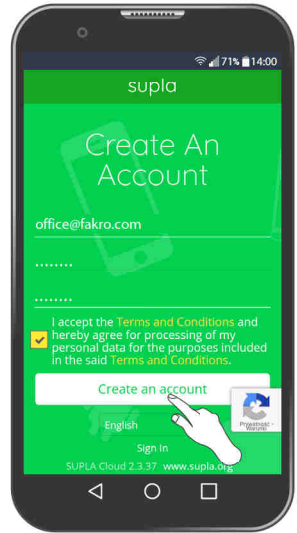 71% 14:00
supla
Create An
Account
office@fakro.com
........
........
I accept the Terms and Conditions and
hereby agree for processing of my
personal data for the purposes included
in the said Terms and Conditions.
Create an account
English
Prywatność -
Warunki
Sign In
SUPLA Cloud 2.3.37 www.supla.org